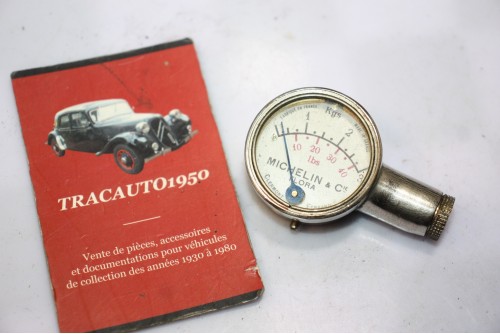 TRACAUTO1950
Vente de pièces, accessoires
et documentations pour véhicules
de collection des années 1930 à 1980
Kgs
1 2
10 20 30 40
lbs
MICHELIN & Cie
FLORA